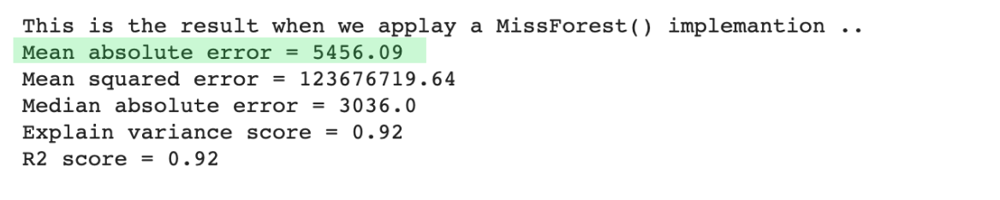 This is the result when we applay a MissForest() implemantion ..
Mean absolute error = 5456.09
Mean squared error = 123676719.64
Median absolute error = 3036.0
Explain variance score = 0.92
R2 score = 0.92